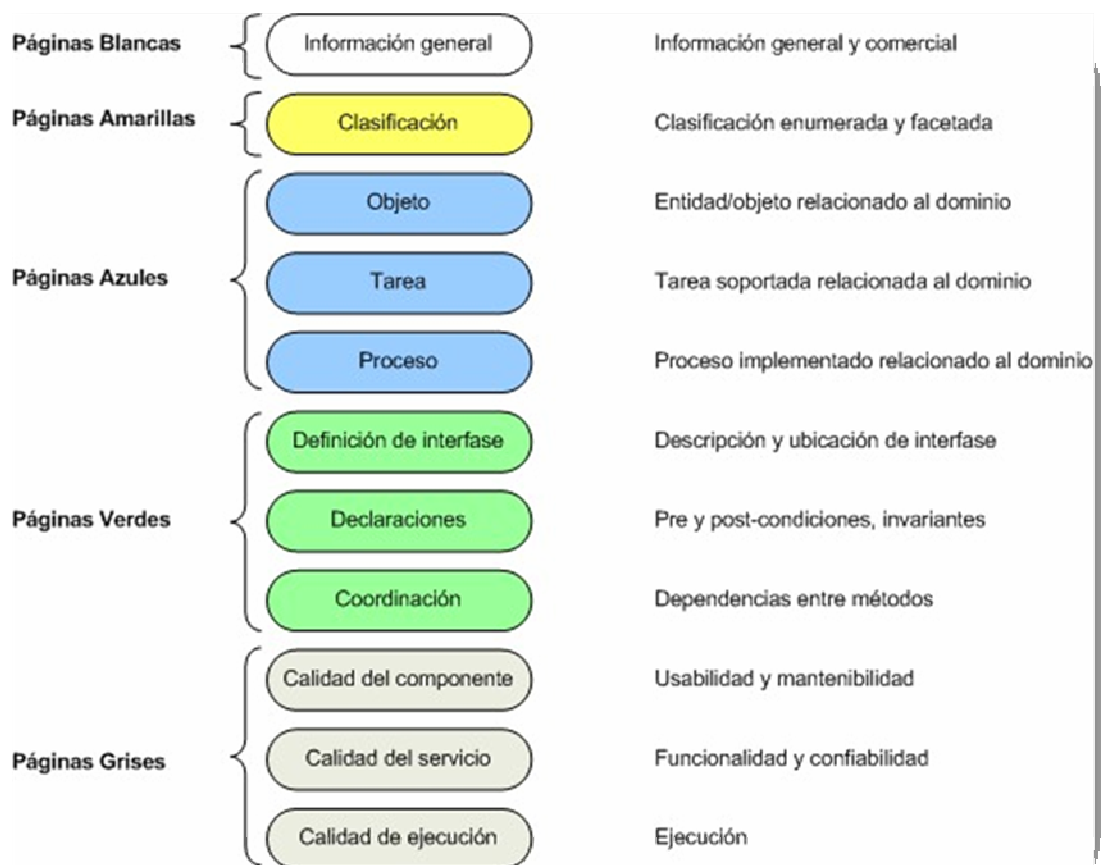 Páginas Blancas
Información general
Información general y comercial
Páginas Amarillas
Clasificación
Clasificación enumerada y facetada
Páginas Azules
Objeto
Entidad/objeto relacionado al dominio
Tarea
Tarea soportada relacionada al dominio
Proceso
Proceso implementado relacionado al dominio
Páginas Verdes
Definición de interfase
Descripción y ubicación de interfase
Declaraciones
Pre y post-condiciones, invariantes
Coordinación
Dependencias entre métodos
Páginas Grises
Calidad del componente
Usabilidad y mantenibilidad
Calidad del servicio
Funcionalidad y confiabilidad
Calidad de ejecución
Ejecución